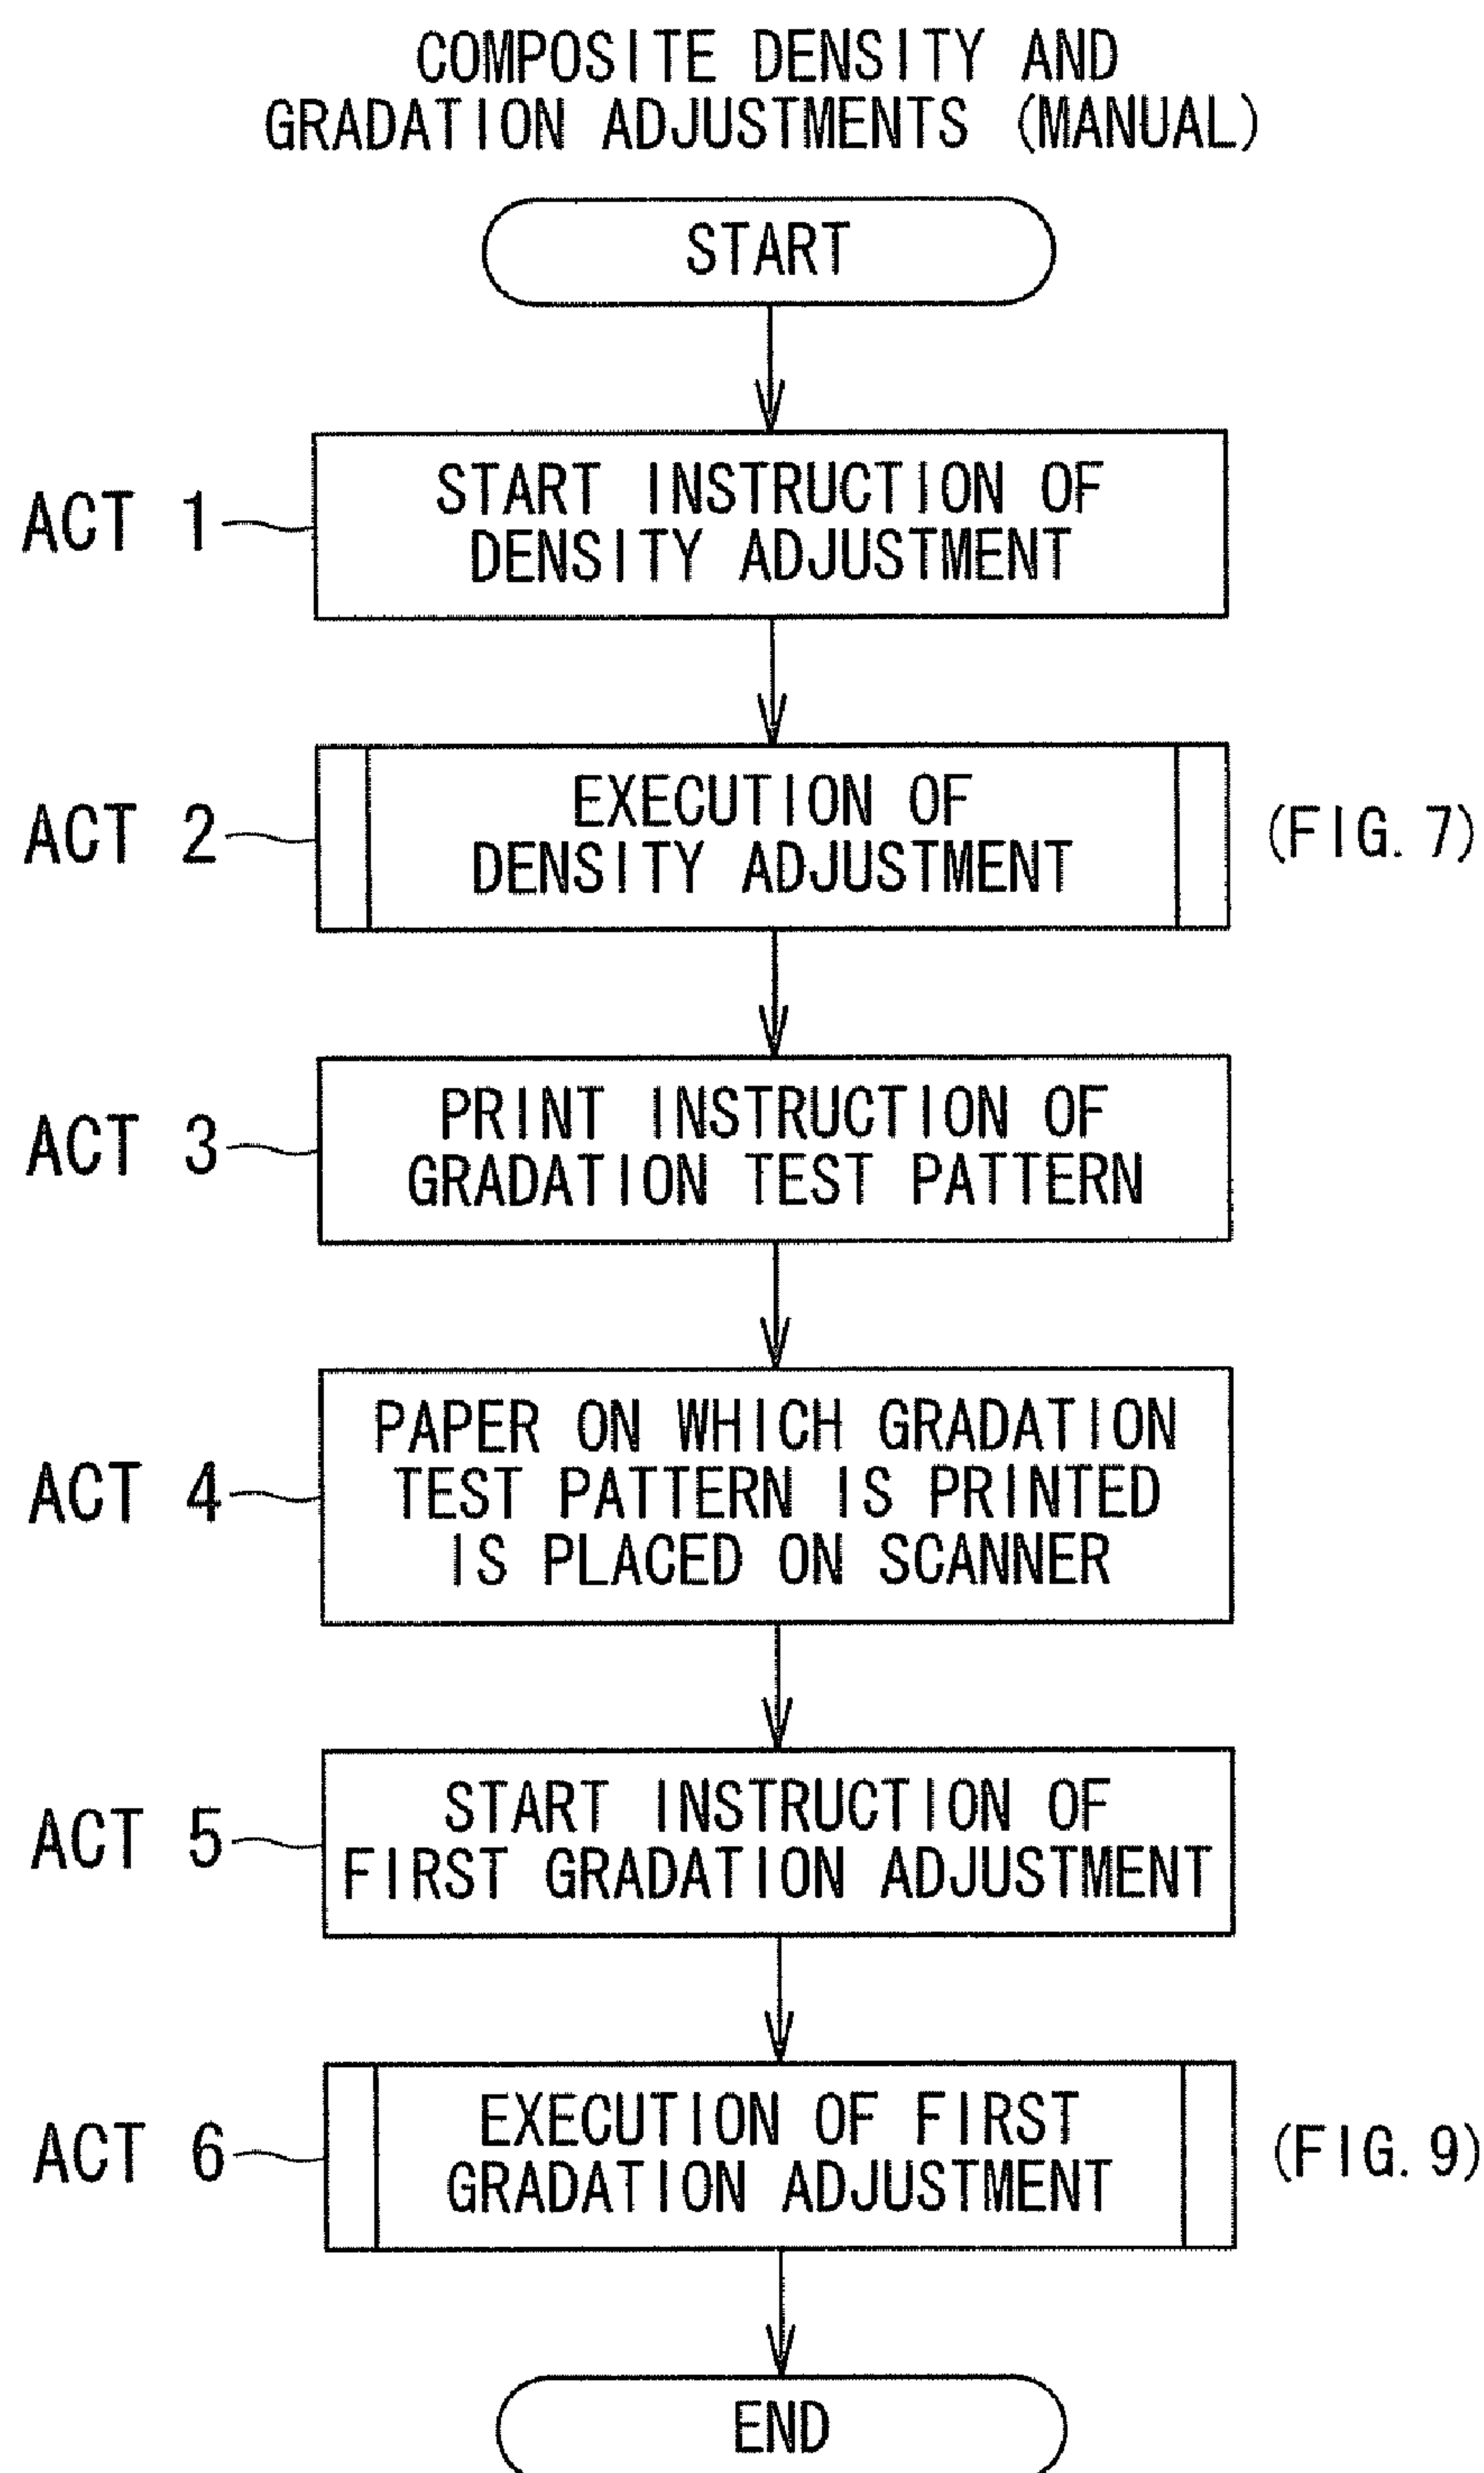 COMPOSITE DENSITY AND
GRADATION ADJUSTMENTS (MANUAL)
START
ACT 1
START INSTRUCTION OF
DENSITY ADJUSTMENT
ACT 2
EXECUTION OF
DENSITY ADJUSTMENT
(FIG. 7)
ACT 3
PRINT INSTRUCTION OF
GRADATION TEST PATTERN
ACT 4
PAPER ON WHICH GRADATION
TEST PATTERN IS PRINTED
IS PLACED ON SCANNER
ACT 5
START INSTRUCTION OF
FIRST GRADATION ADJUSTMENT
ACT 6
EXECUTION OF FIRST
GRADATION ADJUSTMENT
(FIG. 9)
END